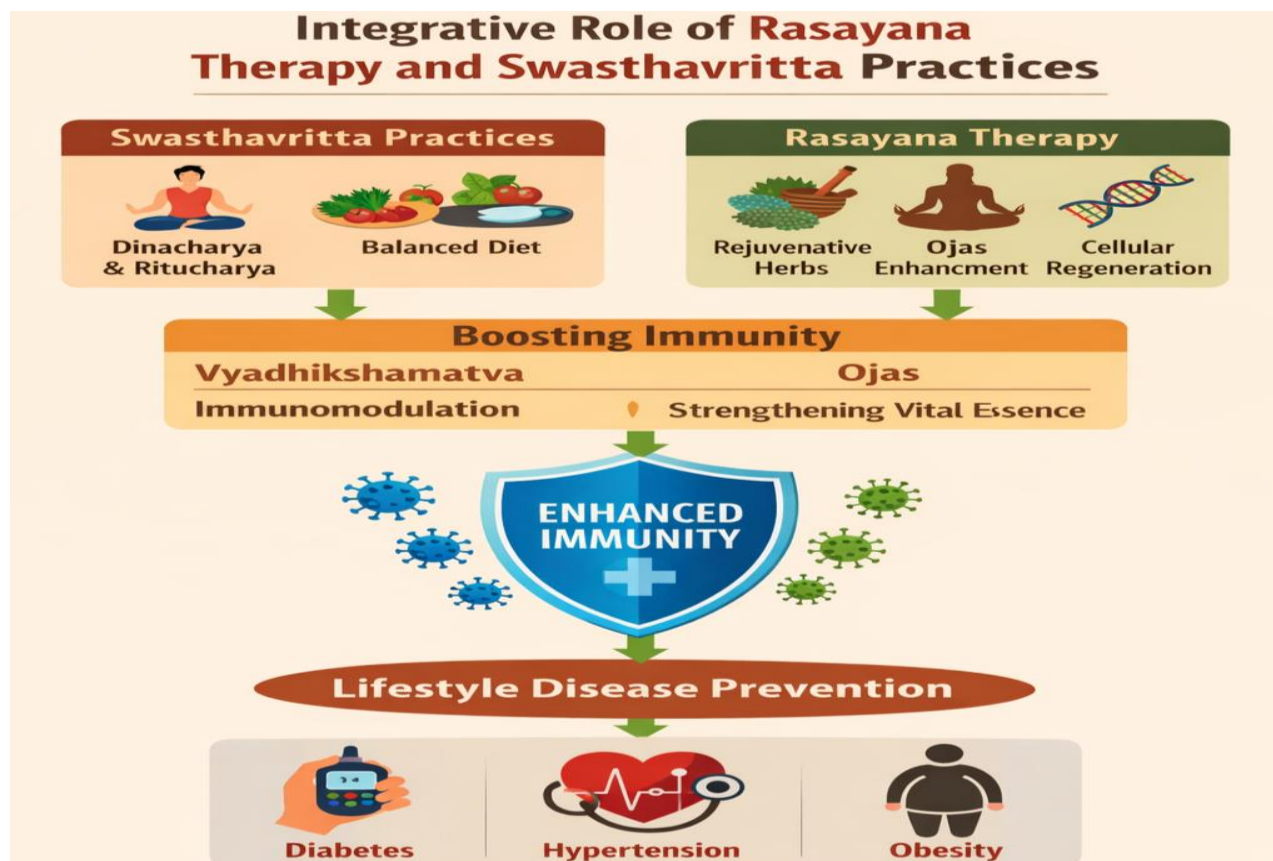 Integrative Role of Rasayana
Therapy and Swasthavritta Practices
Swasthavritta Practices
Dinacharya
& Ritucharya
Balanced Diet
Rasayana Therapy
Rejuvenative
Herbs
Ojas
Enhancment
Cellular
Regeneration
Boosting Immunity
Vyadhikshamatva
Ojas
Immunomodulation
Strengthening Vital Essence
ENHANCED
IMMUNITY
Lifestyle Disease Prevention
Diabetes
Hypertension
Obesity